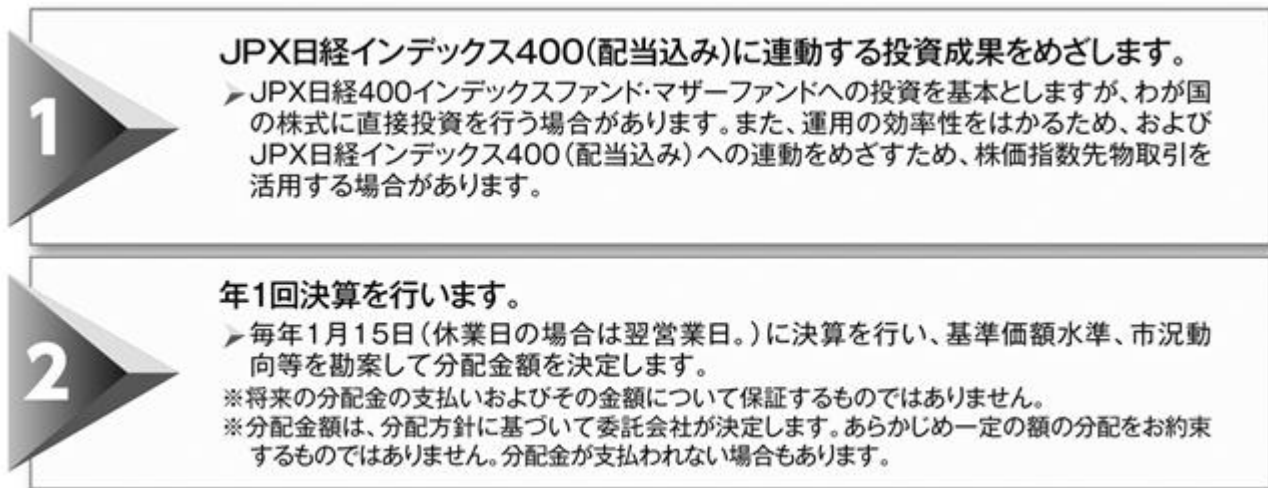 1
JPX日経インデックス400(配当込み)に連動する投資成果をめざします。
JPX日経400インデックスファンド・マザーファンドへの投資を基本としますが、わが国
の株式に直接投資を行う場合があります。また、運用の効率性をはかるため、および
JPX日経インデックス400(配当込み)への連動をめざすため、株価指数先物取引を
活用する場合があります。
2
年1回決算を行います。
毎年1月15日(休業日の場合は翌営業日。)に決算を行い、基準価額水準、市況動
向等を勘案して分配金額を決定します。
※将来の分配金の支払いおよびその金額について保証するものではありません。
※分配金額は、分配方針に基づいて委託会社が決定します。あらかじめ一定の額の分配をお約束
するものではありません。分配金が支払われない場合もあります。